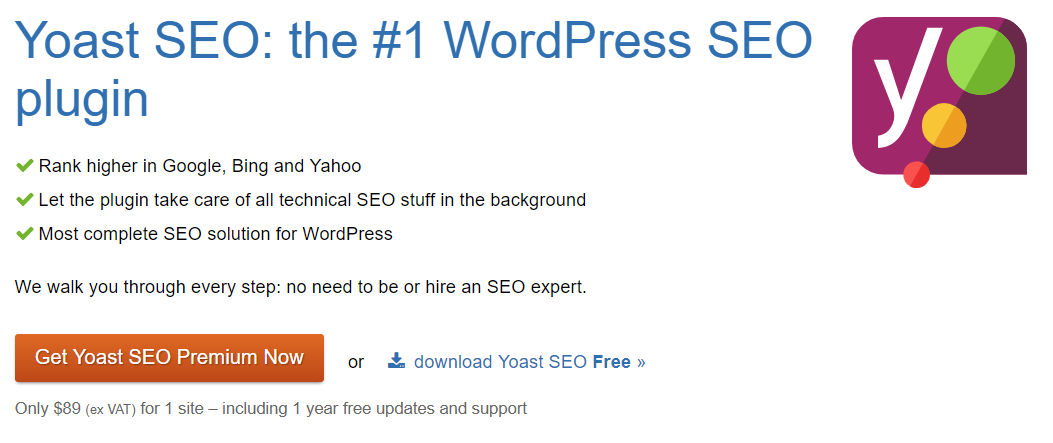 Yoast SEO: the #1 WordPress SEO
plugin
y
Rank higher in Google, Bing and Yahoo
Let the plugin take care of all technical SEO stuff in the background
Most complete SEO solution for WordPress
We walk you through every step: no need to be or hire an SEO expert.
Get Yoast SEO Premium Now or download Yoast SEO Free »
Only $89 (ex VAT) for 1 site – including 1 year free updates and support